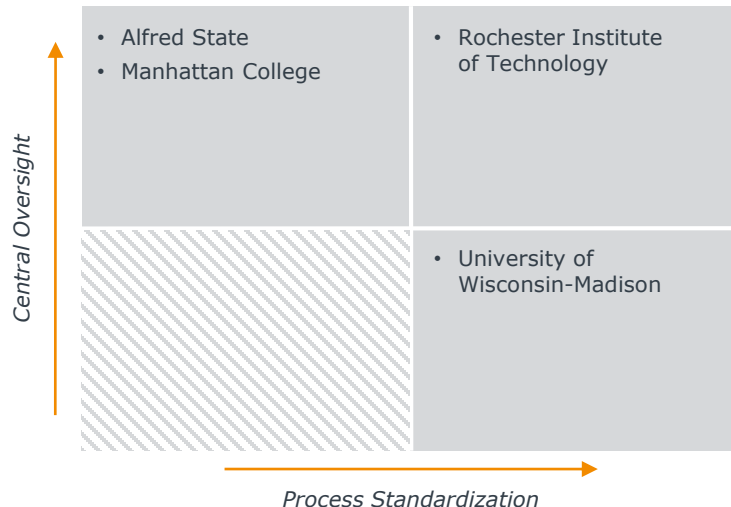 • Alfred State
• Manhattan College
• Rochester Institute
of Technology
Central Oversight
• University of
Wisconsin-Madison
Process Standardization